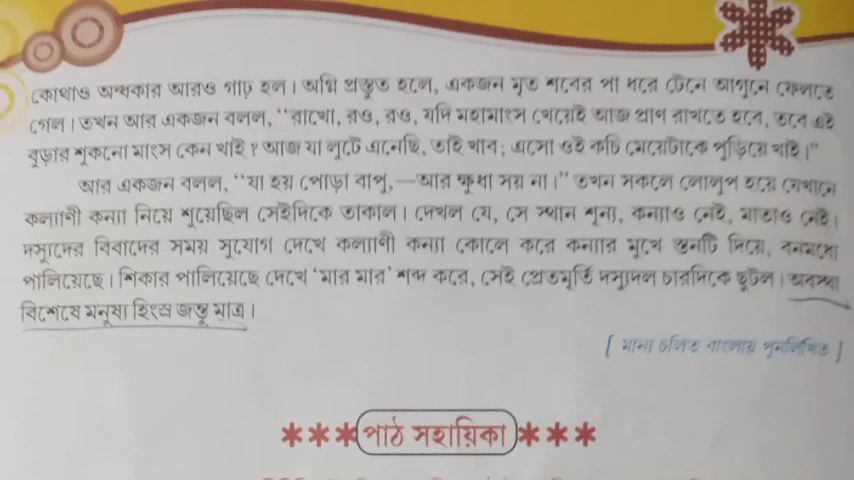 কোথাও অন্ধকার আরও গাঢ় হল। অগ্নি প্রস্তুত হলে, একজন মৃত শবের পা ধরে টেনে আগুনে ফেলতে
গেল। তখন আর একজন বলল, “রাখো, রও, রও, যদি মহামাংস খেয়েই আজ প্রাণ রাখতে হবে, তবে এই
বুড়ার শুকনো মাংস কেন খাই? আজ যা লুটে এনেছি, তাই খাব; এসো ওই কচি মেয়েটাকে পুড়িয়ে খাই।”
আর একজন বলল, “যা হয় পোড়া বাপু,—আর ক্ষুধা সয় না।” তখন সকলে লোলুপ হয়ে যেখানে
কল্যাণী কন্যা নিয়ে শুয়েছিল সেইদিকে তাকাল। দেখল যে, সে স্থান শূন্য, কন্যাও নেই, মাতাও নেই।
দস্যুদের বিবাদের সময় সুযোগ দেখে কল্যাণী কন্যা কোলে করে কন্যার মুখে স্তনটি দিয়ে, বনমধ্যে
পালিয়েছে। শিকার পালিয়েছে দেখে ‘মার মার’ শব্দ করে, সেই প্রেতমূর্তি দস্যুদল চারদিকে ছুটল। অবস্থা
বিশেষে মনুষ্য হিংস্র জন্তু মাত্র।
[ মান্য চলিত বাংলায় পুনর্লিখিত ]
পাঠ সহায়িকা